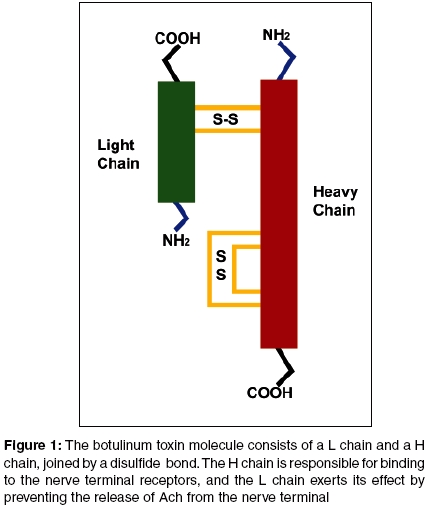 COOH
NH2
S-S
Light
Chain
Heavy
Chain
NH2
S
S
COOH
Figure 1: The botulinum toxin molecule consists of a L chain and a H
chain, joined by a disulfide bond. The H chain is responsible for binding
to the nerve terminal receptors, and the L chain exerts its effect by
preventing the release of Ach from the nerve terminal